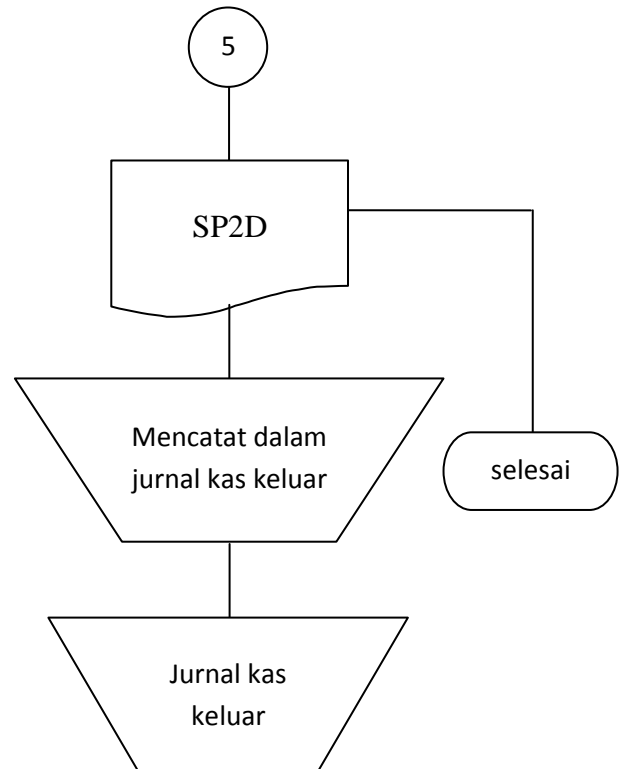 5
SP2D
Mencatat dalam
jurnal kas keluar
selesai
Jurnal kas
keluar